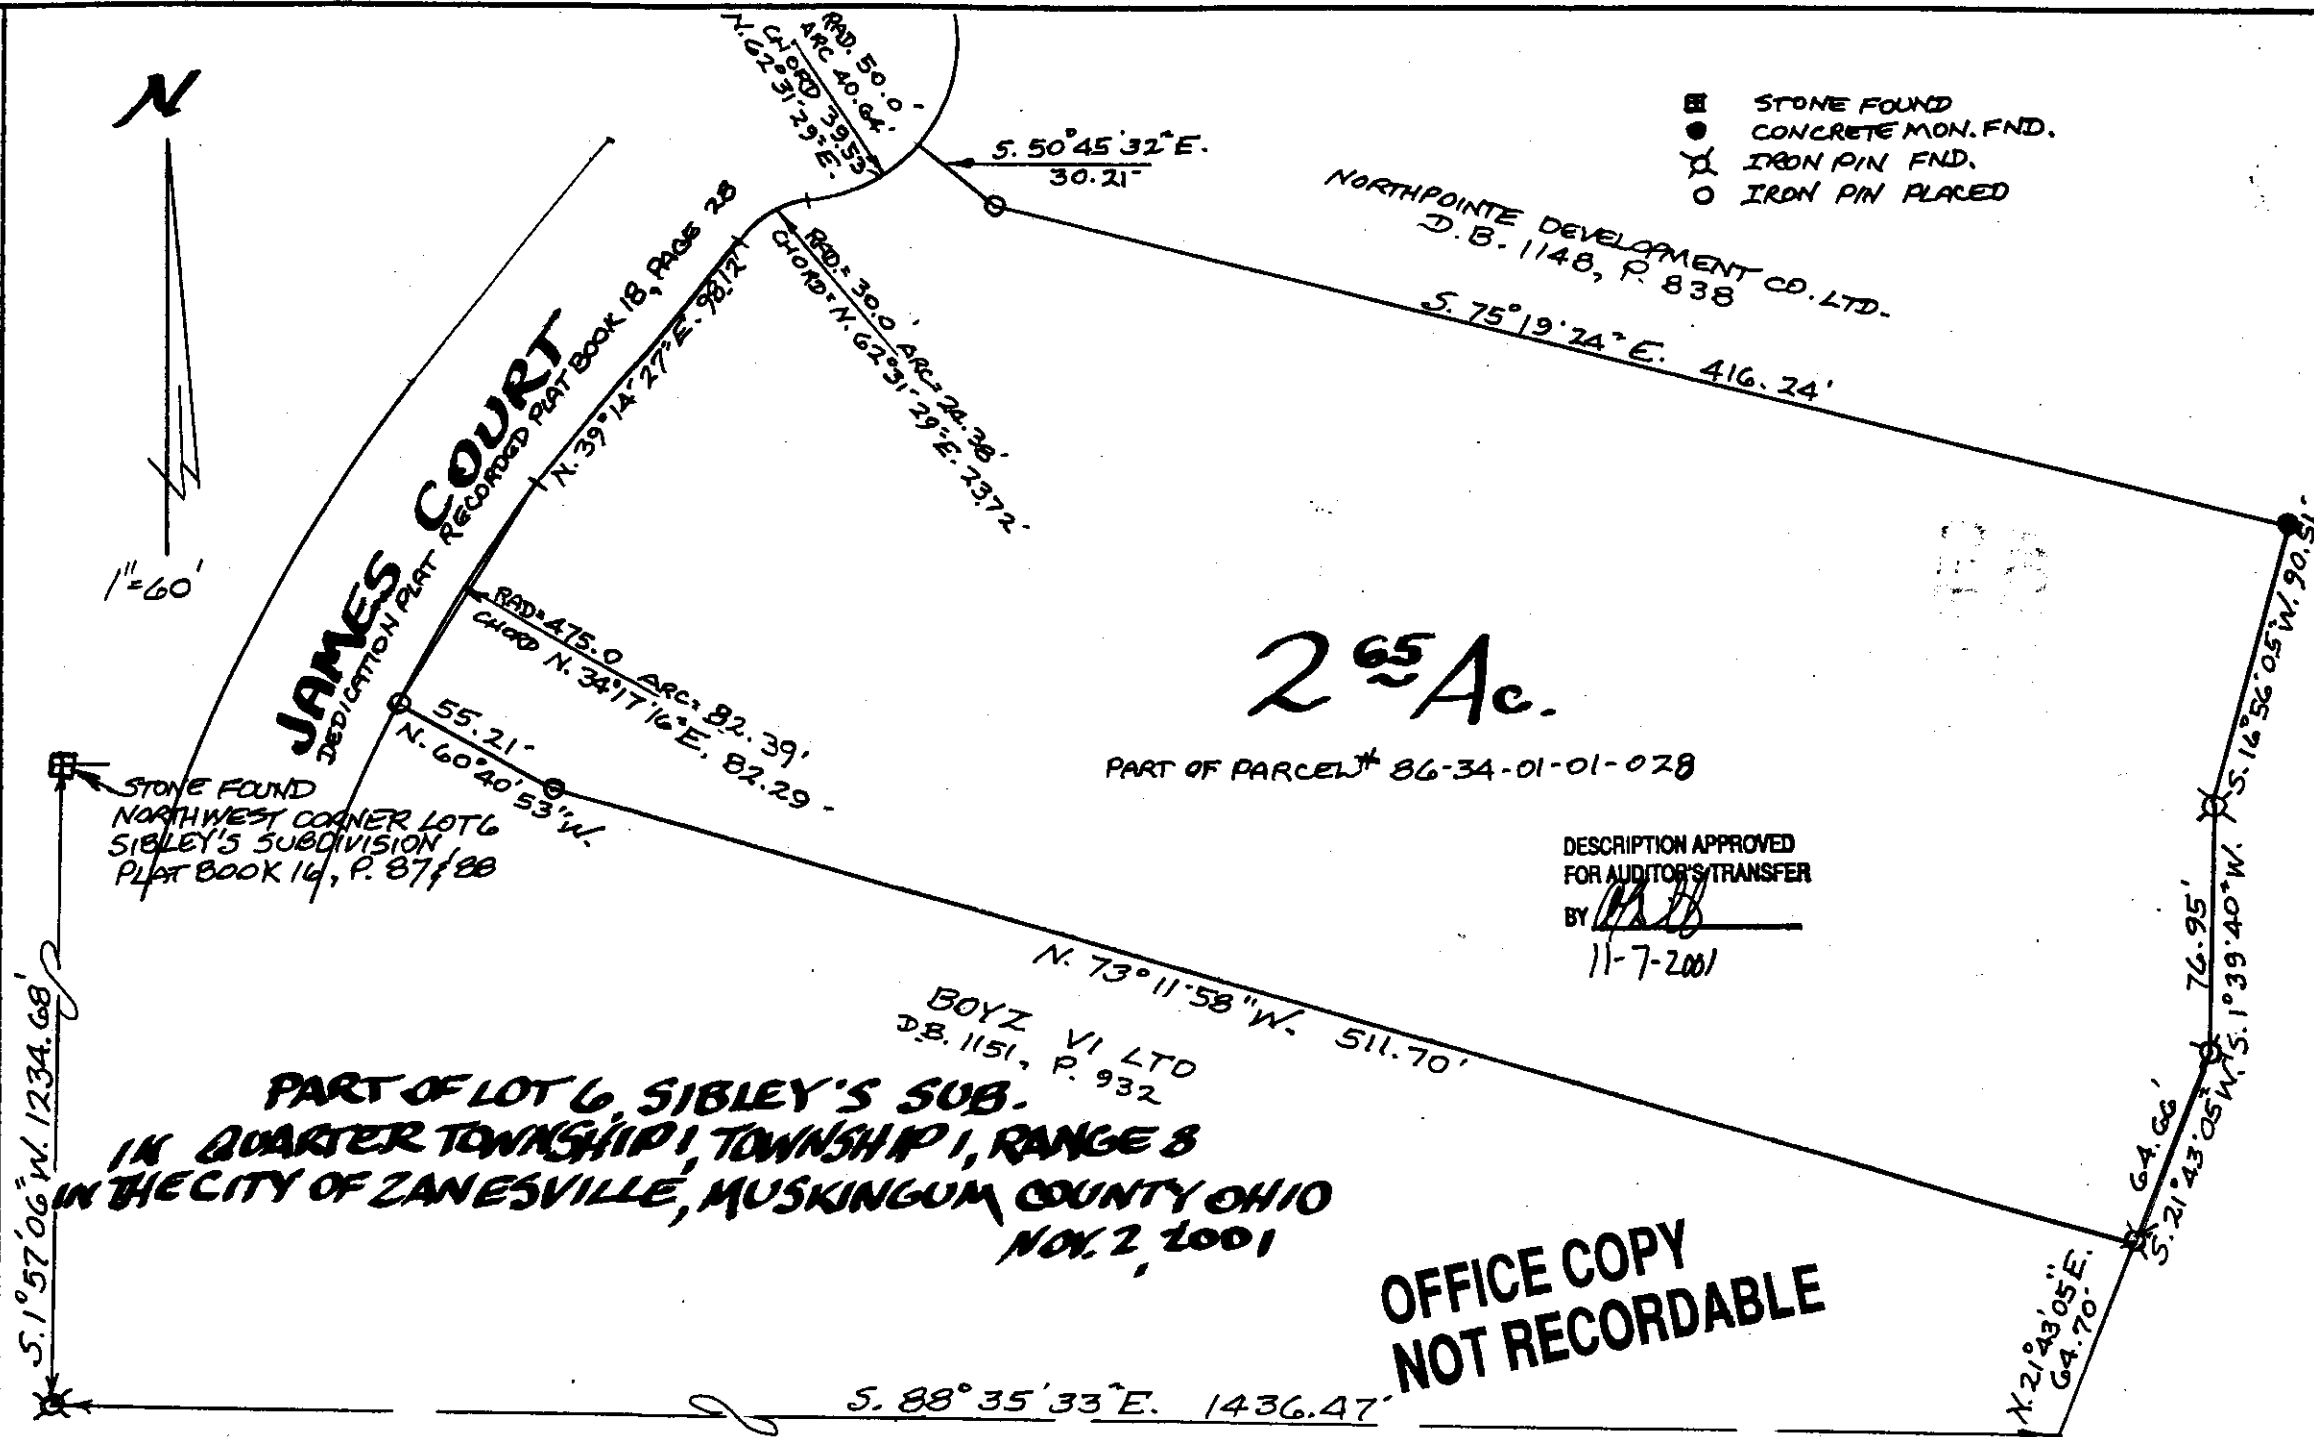 N
1"=60'
RAD. 50.0'
ARC 40.64'
CHORD 39.53'
N. 62°31'29"E.
S. 50°45'32"E.
30.21'
STONE FOUND
CONCRETE MON. FND.
IRON PIN FND.
IRON PIN PLACED
NORTHPOINTE DEVELOPMENT CO. LTD.
D.B. 1148, P. 838
S. 75°19'24"E. 416.24'
JAMES COURT
DEDICATION PLAT RECORDED PLAT BOOK 18, PAGE 28
N. 39°14'27"E. 98.12'
RAD.= 30.0' ARC= 24.38'
CHORD= N. 62°31'29"E. 23.72'
RAD=475.0 ARC= 82.39'
CHORD N. 34°17'16"E. 82.29'
55.21'
N. 60°40'53"W.
2 65 Ac.
PART OF PARCEL # 86-34-01-01-028
S. 16°56'05"W. 90.51'
76.95'
S. 1°39'40"W.
64.66'
S. 21°43'05"W.
STONE FOUND
NORTHWEST CORNER LOT 6
SIBLEY'S SUBDIVISION
PLAT BOOK 16, P. 87 & 88
DESCRIPTION APPROVED
FOR AUDITOR'S TRANSFER
BY
11-7-2001
N. 73°11'58"W. 511.70'
BOYZ VI LTD
D.B. 1151, P. 932
S. 1°57'06"W. 1234.68'
PART OF LOT 6, SIBLEY'S SUB.
IN QUARTER TOWNSHIP 1, TOWNSHIP 1, RANGE 8
IN THE CITY OF ZANESVILLE, MUSKINGUM COUNTY OHIO
NOV. 2, 2001
OFFICE COPY
NOT RECORDABLE
N. 21°43'05"E.
64.70'
S. 88°35'33"E. 1436.47'